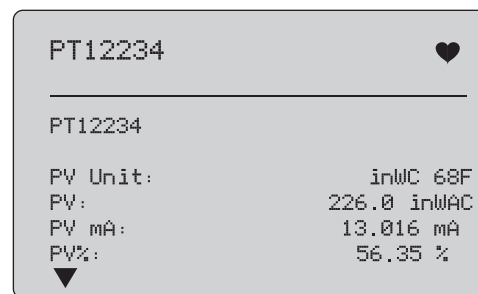 PT12234
PT12234
PV Unit: inWC 68F
PV: 226.0 inWAC
PV mA: 13.016 mA
PV%: 56.35 %